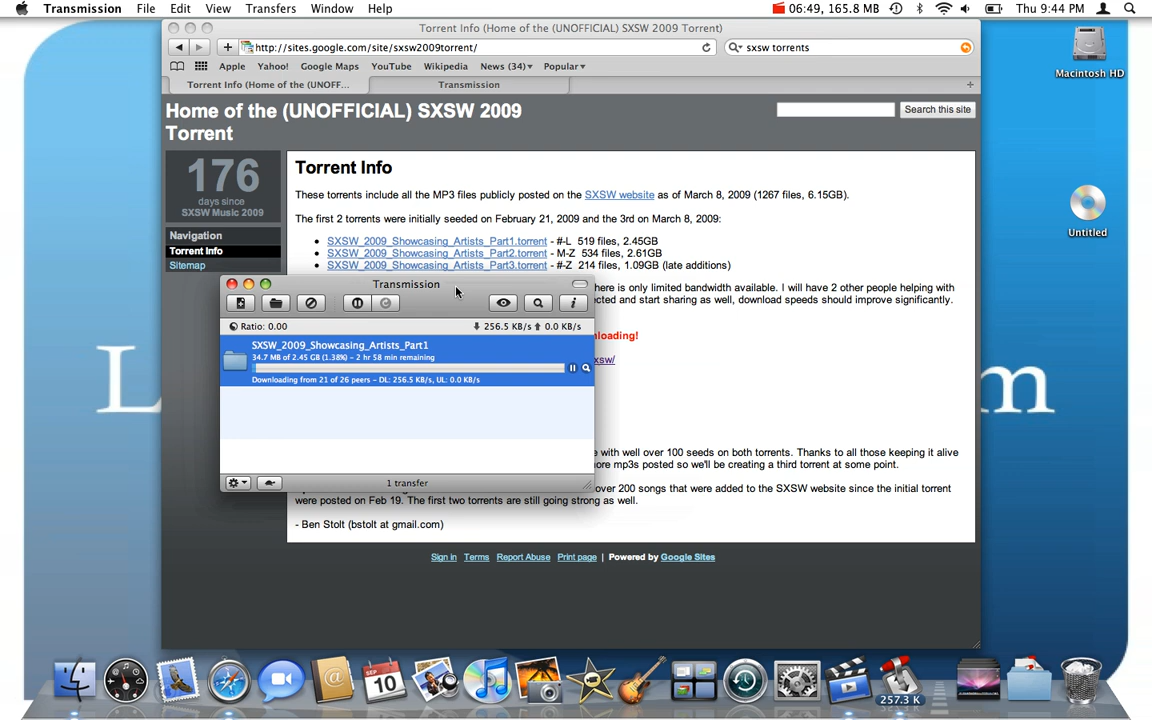 Transmission File Edit View Transfers Window Help 06:49, 165.8 MB Thu 9:44 PM
Torrent Info (Home of the (UNOFFICIAL) SXSW 2009 Torrent)
http://sites.google.com/site/sxsw2009torrent/ sxsw torrents
Apple Yahoo! Google Maps YouTube Wikipedia News (34) Popular
Torrent Info (Home of the (UNOFF... Transmission
Macintosh HD
Home of the (UNOFFICIAL) SXSW 2009
Torrent
Search this site
176
days since
SXSW Music 2009
Navigation
Torrent Info
Sitemap
Torrent Info
These torrents include all the MP3 files publicly posted on the SXSW website as of March 8, 2009 (1267 files, 6.15GB).
The first 2 torrents were initially seeded on February 21, 2009 and the 3rd on March 8, 2009:
• SXSW_2009_Showcasing_Artists_Part1.torrent - #-L 519 files, 2.45GB
• SXSW_2009_Showcasing_Artists_Part2.torrent - M-Z 534 files, 2.61GB
• SXSW_2009_Showcasing_Artists_Part3.torrent - #-Z 214 files, 1.09GB (late additions)
Untitled
Transmission
here is only limited bandwidth available. I will have 2 other people helping with
cted and start sharing as well, download speeds should improve significantly.
Ratio: 0.00 256.5 KB/s 0.0 KB/s
loading!
SXSW_2009_Showcasing_Artists_Part1
34.7 MB of 2.45 GB (1.38%) – 2 hr 58 min remaining
xsw/
Downloading from 21 of 26 peers – DL: 256.5 KB/s, UL: 0.0 KB/s
L m
with well over 100 seeds on both torrents. Thanks to all those keeping it alive
ore mp3s posted so we'll be creating a third torrent at some point.
1 transfer
over 200 songs that were added to the SXSW website since the initial torrent
were posted on Feb 19. The first two torrents are still going strong as well.
- Ben Stolt (bstolt at gmail.com)
Sign in Terms Report Abuse Print page | Powered by Google Sites
SEP
10
257.3 K